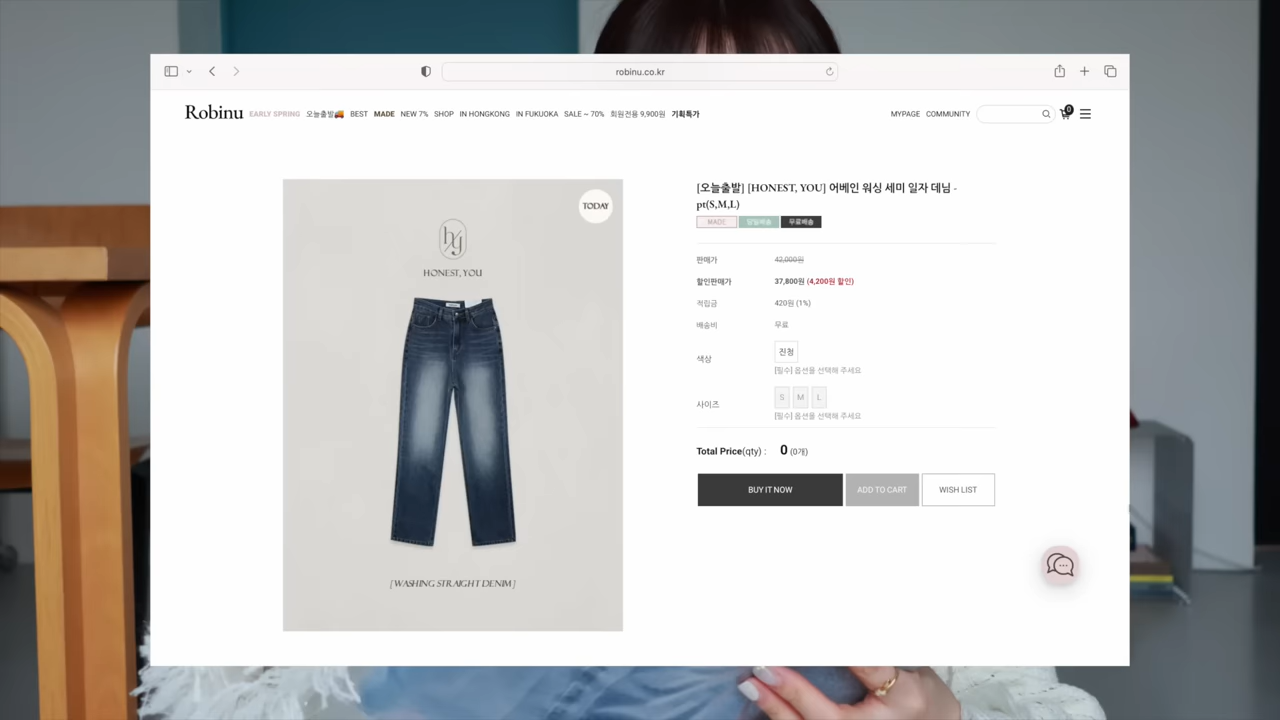 robinu.co.kr
Robinu EARLY SPRING 오늘출발🚚 BEST MADE NEW 7% SHOP IN HONGKONG IN FUKUOKA SALE ~ 70% 회원전용 9,900원 기획특가
MYPAGE COMMUNITY 0
TODAY
hy
HONEST, YOU
[ WASHING STRAIGHT DENIM ]
[오늘출발] [HONEST, YOU] 어베인 워싱 세미 일자 데님 -
pt(S,M,L)
MADE 당일배송 무료배송
판매가 42,000원
할인판매가 37,800원 (4,200원 할인)
적립금 420원 (1%)
배송비 무료
색상 진청
[필수] 옵션을 선택해 주세요
사이즈 S M L
[필수] 옵션을 선택해 주세요
Total Price(qty) : 0 (0개)
BUY IT NOW ADD TO CART WISH LIST